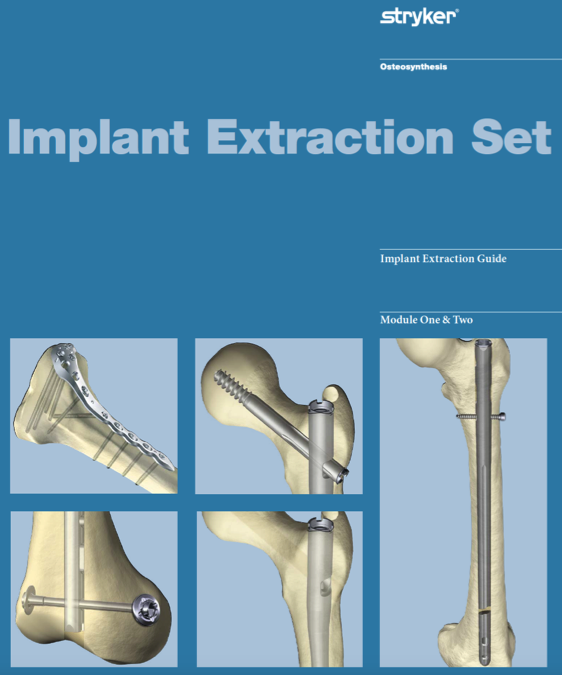 stryker®
Osteosynthesis
Implant Extraction Set
Implant Extraction Guide
Module One & Two